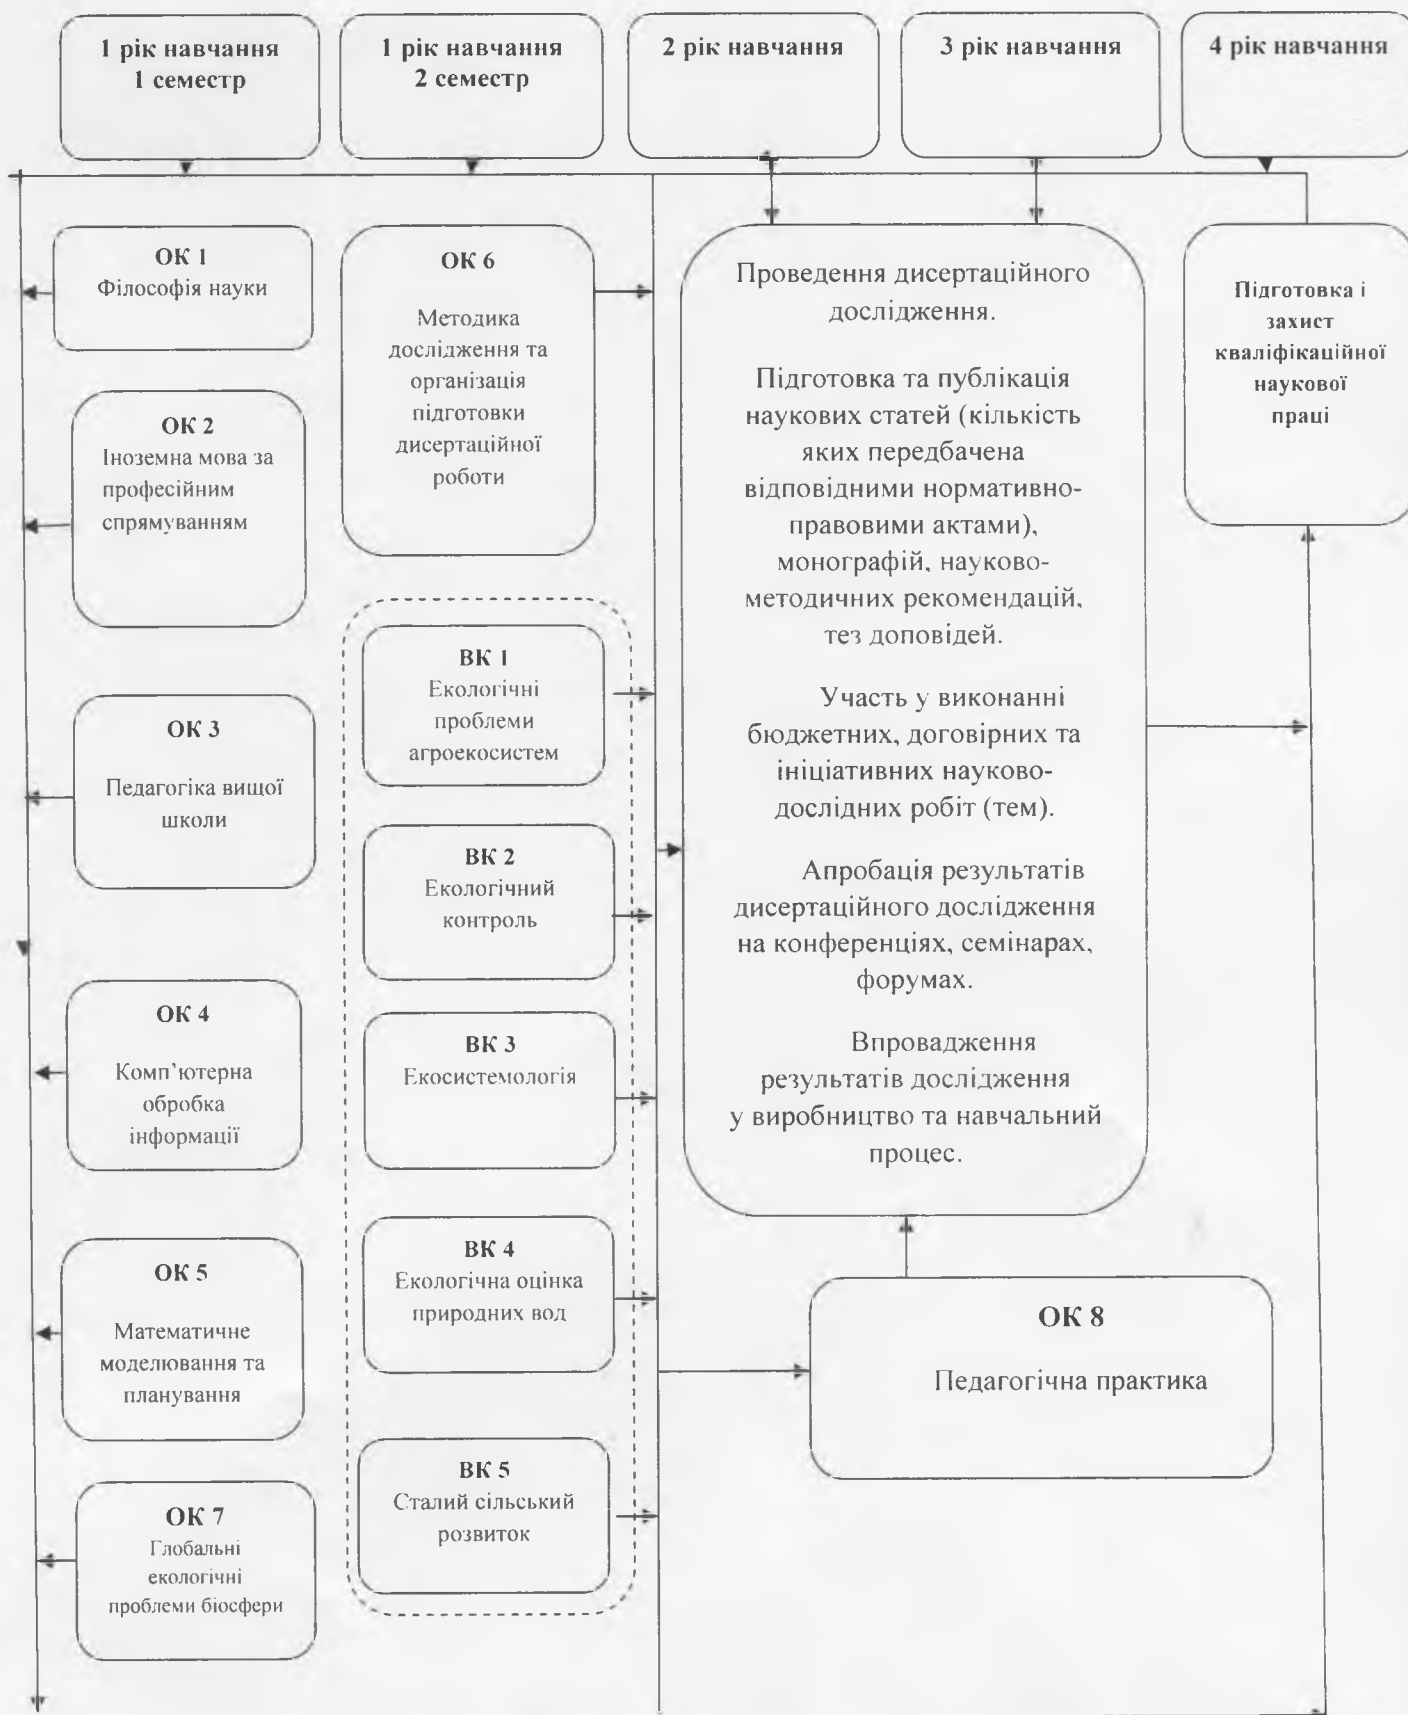 1 рік навчання
1 семестр
1 рік навчання
2 семестр
2 рік навчання
3 рік навчання
4 рік навчання
ОК 1
Філософія науки
ОК 2
Іноземна мова за
професійним
спрямуванням
ОК 3
Педагогіка вищої
школи
ОК 4
Комп’ютерна
обробка
інформації
ОК 5
Математичне
моделювання та
планування
ОК 7
Глобальні
екологічні
проблеми біосфери
ОК 6
Методика
дослідження та
організація
підготовки
дисертаційної
роботи
ВК 1
Екологічні
проблеми
агроекосистем
ВК 2
Екологічний
контроль
ВК 3
Екосистемологія
ВК 4
Екологічна оцінка
природних вод
ВК 5
Сталий сільський
розвиток
Проведення дисертаційного
дослідження.
Підготовка та публікація
наукових статей (кількість
яких передбачена
відповідними нормативно-
правовими актами),
монографій, науково-
методичних рекомендацій,
тез доповідей.
Участь у виконанні
бюджетних, договірних та
ініціативних науково-
дослідних робіт (тем).
Апробація результатів
дисертаційного дослідження
на конференціях, семінарах,
форумах.
Впровадження
результатів дослідження
у виробництво та навчальний
процес.
ОК 8
Педагогічна практика
Підготовка і
захист
кваліфікаційної
наукової
праці